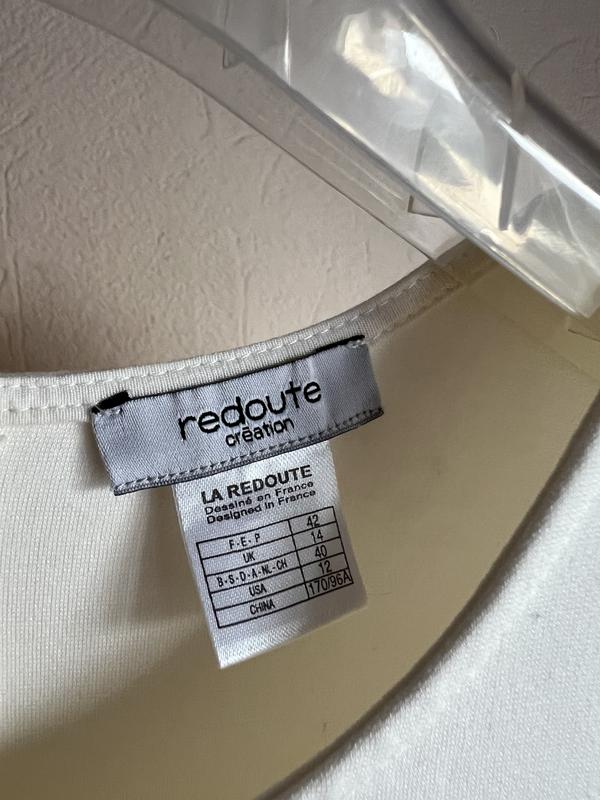 redoute
création
LA REDOUTE
Dessiné en France
Designed in France
F - E - P 42
UK 14
B - S - D - A - NL - CH 40
USA 12
CHINA 170/96A